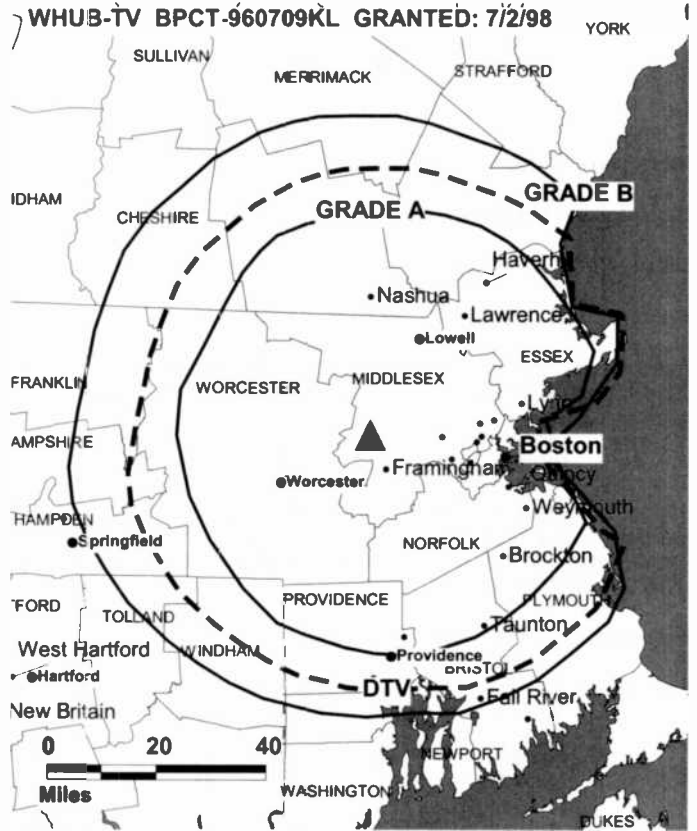 WHUB-TV BPCT-960709KL GRANTED: 7/2/98
YORK
SULLIVAN
MERRIMACK
STRAFFORD
IDHAM
CHESHIRE
GRADE A
GRADE B
Haverhill
Nashua
Lawrence
Lowell
ESSEX
FRANKLIN
WORCESTER
MIDDLESEX
Lynn
AMPSHIRE
Boston
Framingham
Quincy
Worcester
Weymouth
HAMPDEN
Springfield
NORFOLK
Brockton
TFORD
TOLLAND
PROVIDENCE
PLYMOUTH
Taunton
West Hartford
WINDHAM
Providence
BRISTOL
Hartford
DTV
Fall River
New Britain
0 20 40
NEWPORT
Miles
WASHINGTON
DUKES